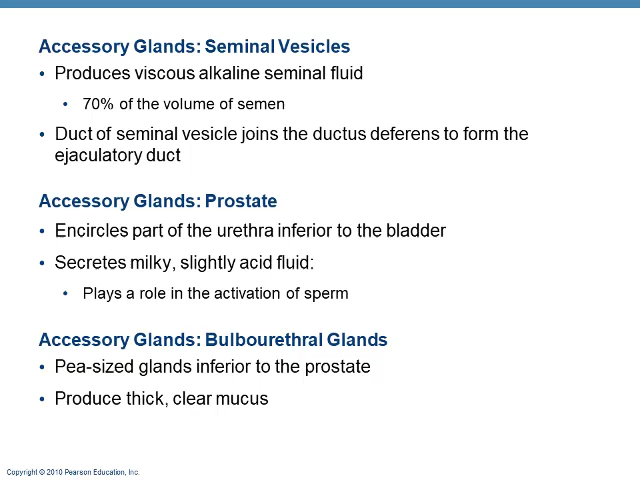 Accessory Glands: Seminal Vesicles
• Produces viscous alkaline seminal fluid
• 70% of the volume of semen
• Duct of seminal vesicle joins the ductus deferens to form the
ejaculatory duct
Accessory Glands: Prostate
• Encircles part of the urethra inferior to the bladder
• Secretes milky, slightly acid fluid:
• Plays a role in the activation of sperm
Accessory Glands: Bulbourethral Glands
• Pea-sized glands inferior to the prostate
• Produce thick, clear mucus
Copyright © 2010 Pearson Education, Inc.